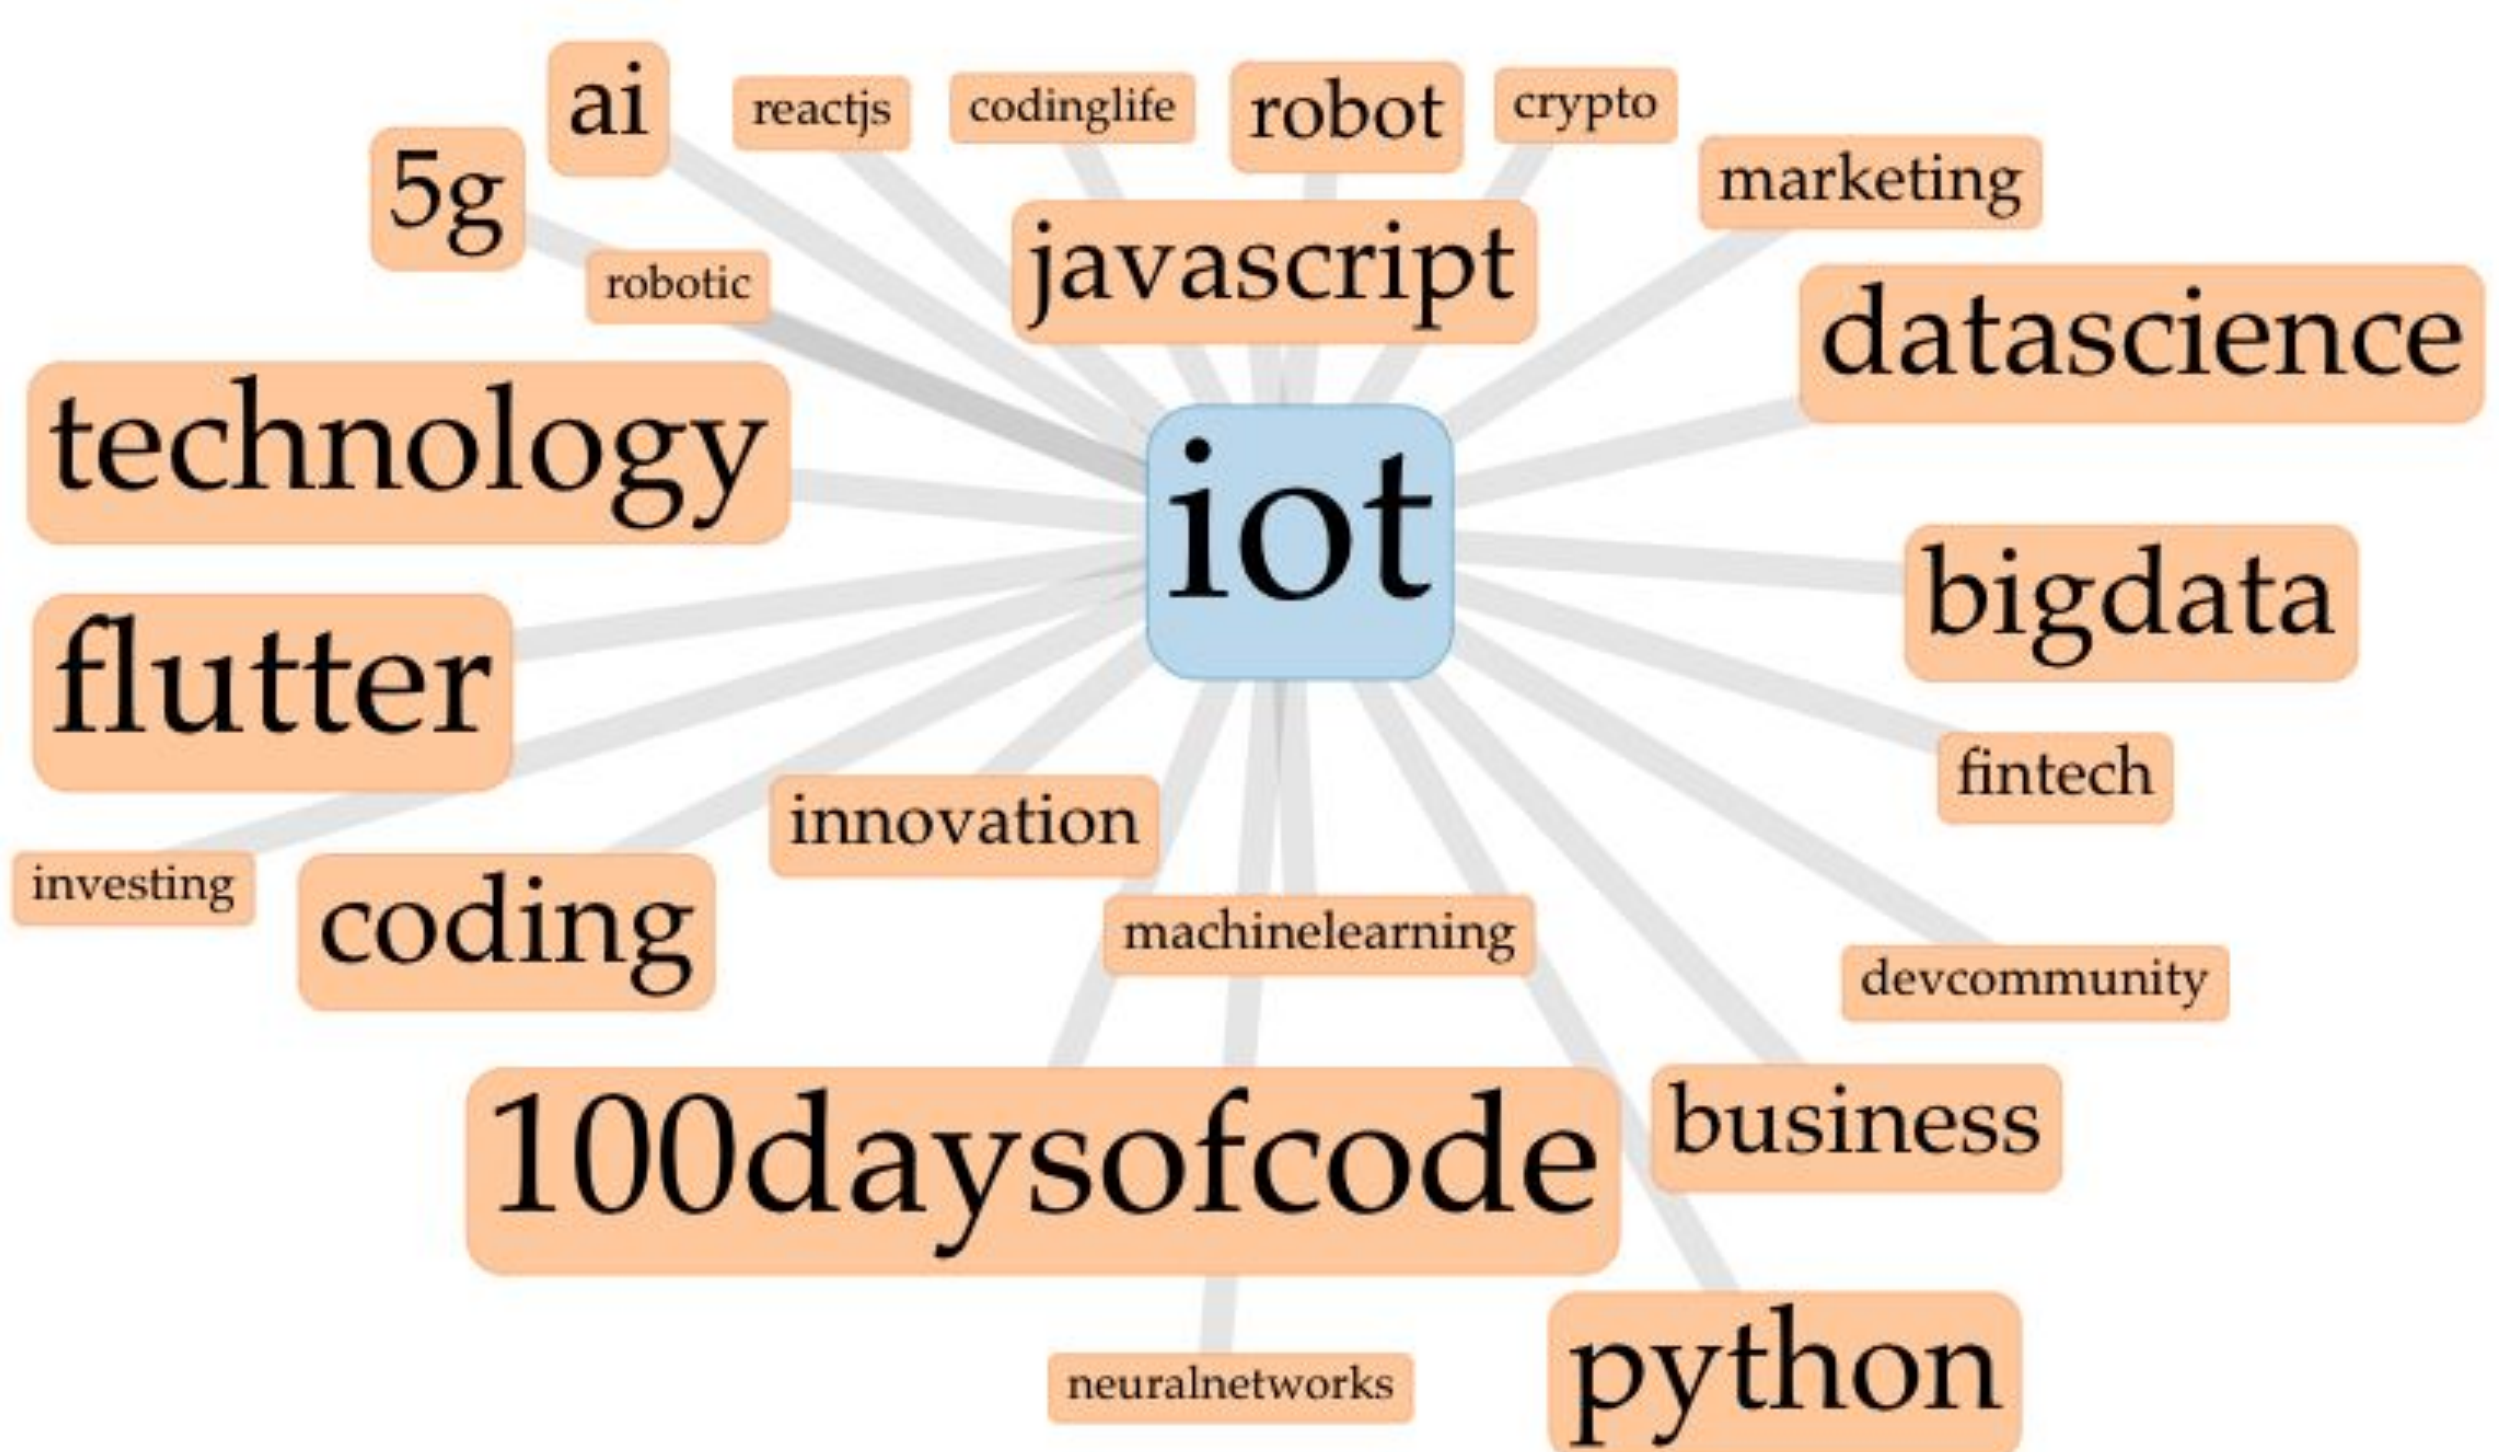 ai
reactjs
codinglife
robot
crypto
5g
marketing
robotic
javascript
datascience
technology
iot
bigdata
flutter
fintech
innovation
investing
coding
machinelearning
devcommunity
100daysofcode
business
neuralnetworks
python